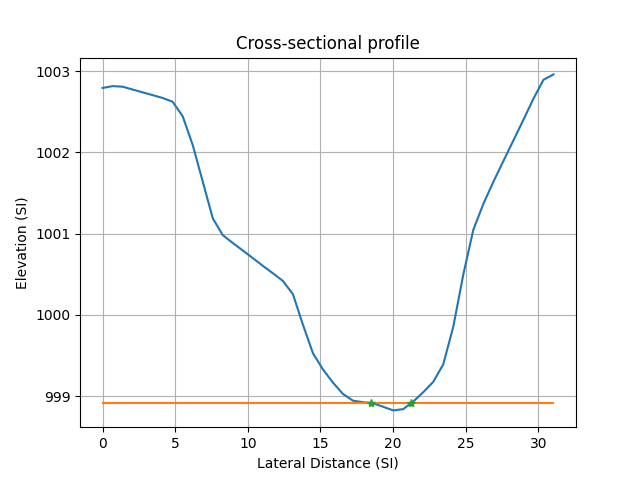 Cross-sectional profile
Elevation (SI)
1003
1002
1001
1000
999
0 5 10 15 20 25 30
Lateral Distance (SI)